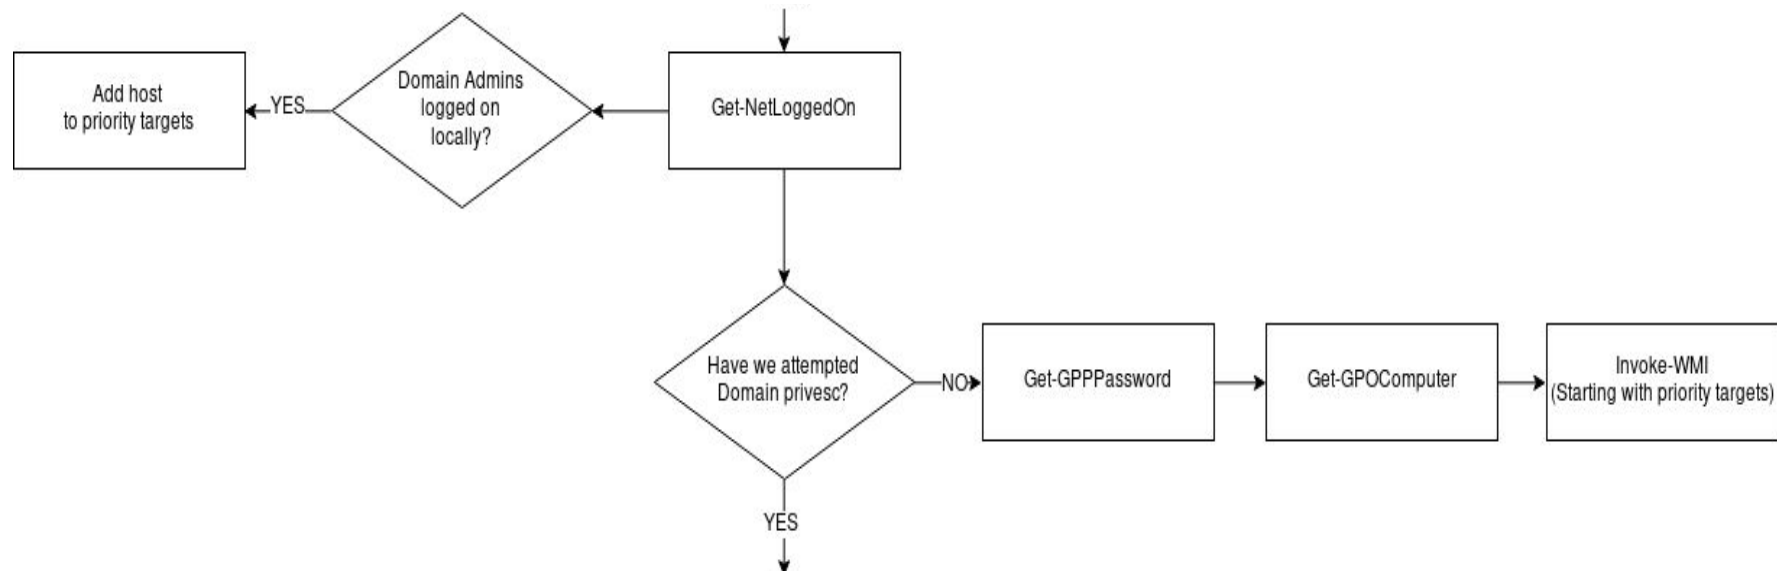 Add host
to priority targets
YES
Domain Admins
logged on
locally?
Get-NetLoggedOn
Have we attempted
Domain privesc?
NO
Get-GPPPassword
Get-GPOComputer
Invoke-WMI
(Starting with priority targets)
YES